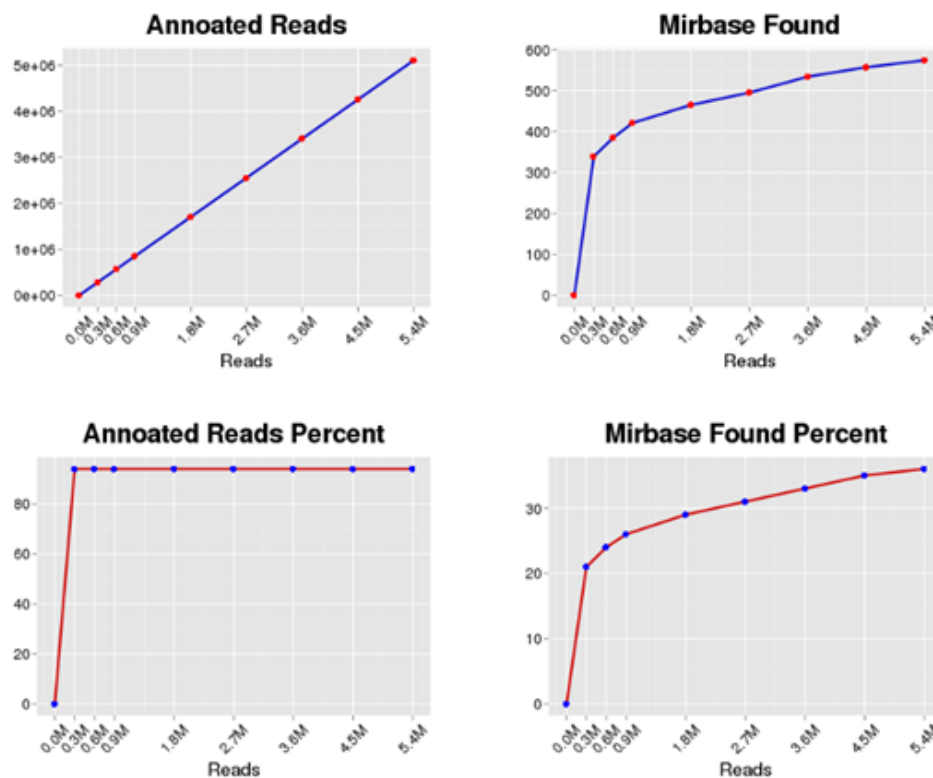 Annoated Reads
5e+06
4e+06
3e+06
2e+06
1e+06
0e+00
0.0M 0.3M 0.6M 0.9M 1.8M 2.7M 3.6M 4.5M 5.4M
Reads
Mirbase Found
600
500
400
300
200
100
0
0.0M 0.3M 0.6M 0.9M 1.8M 2.7M 3.6M 4.5M 5.4M
Reads
Annoated Reads Percent
80
60
40
20
0
0.0M 0.3M 0.6M 0.9M 1.8M 2.7M 3.6M 4.5M 5.4M
Reads
Mirbase Found Percent
30
20
10
0
0.0M 0.3M 0.6M 0.9M 1.8M 2.7M 3.6M 4.5M 5.4M
Reads